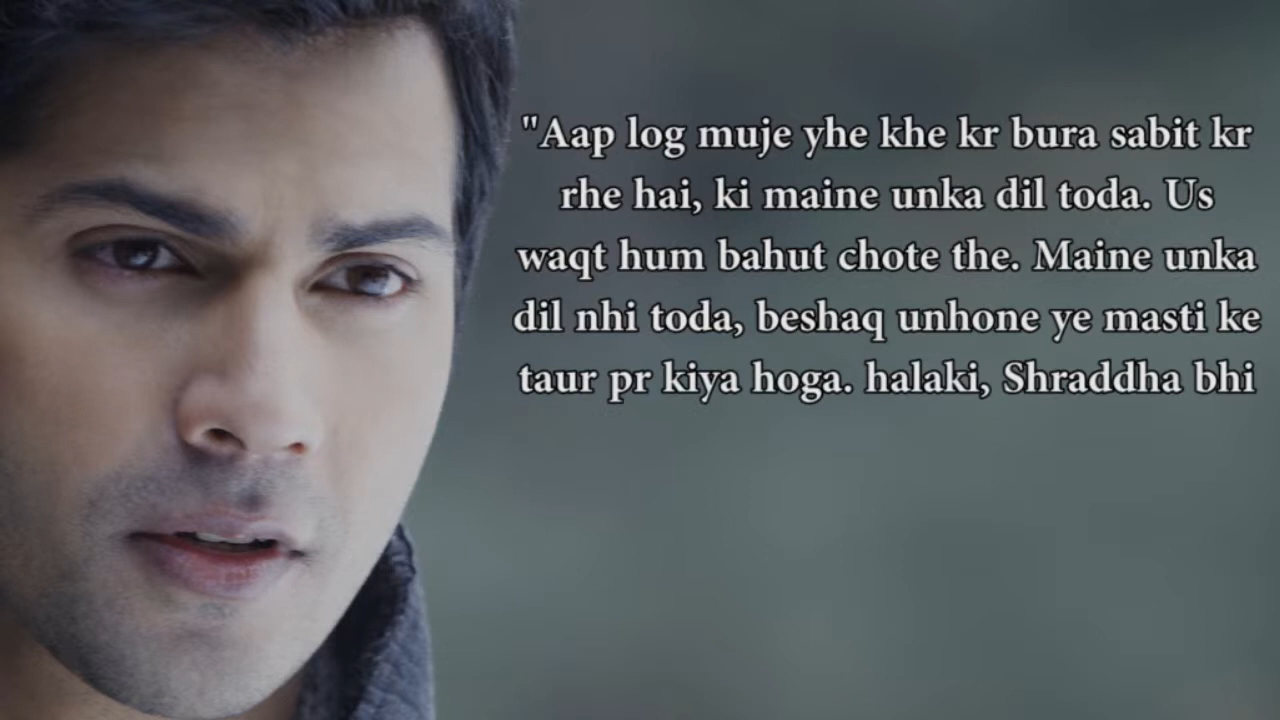 "Aap log muje yhe khe kr bura sabit kr
rhe hai, ki maine unka dil toda. Us
waqt hum bahut chote the. Maine unka
dil nhi toda, beshaq unhone ye masti ke
taur pr kiya hoga. halaki, Shraddha bhi